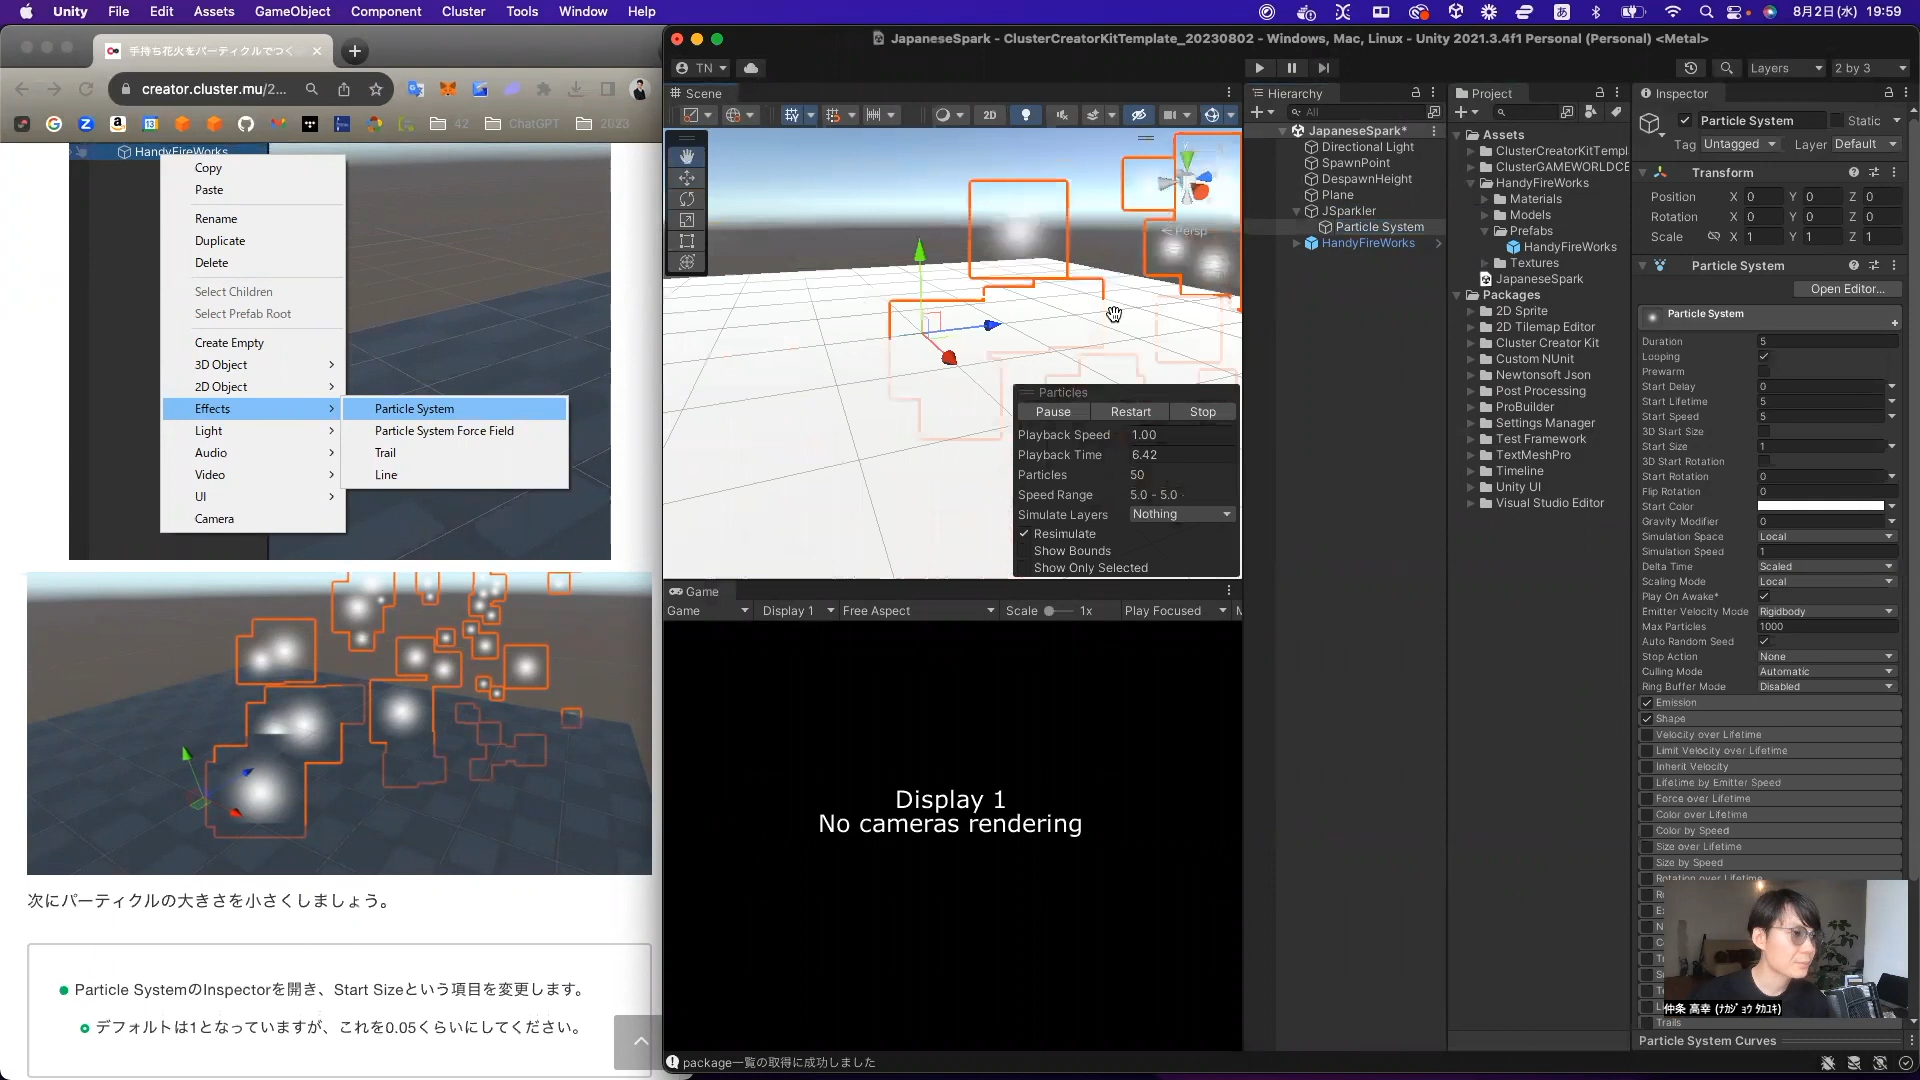 Unity File Edit Assets GameObject Component Cluster Tools Window Help
8月2日(水) 19:59
手持ち花火をパーティクルでつく
creator.cluster.mu/2...
42 ChatGPT 2023
HandyFireWorks
Copy
Paste
Rename
Duplicate
Delete
Select Children
Select Prefab Root
Create Empty
3D Object
2D Object
Effects
Light
Audio
Video
UI
Camera
Particle System
Particle System Force Field
Trail
Line
次にパーティクルの大きさを小さくしましょう。
Particle SystemのInspectorを開き、Start Sizeという項目を変更します。
デフォルトは1となっていますが、これを0.05くらいにしてください。
JapaneseSpark - ClusterCreatorKitTemplate_20230802 - Windows, Mac, Linux - Unity 2021.3.4f1 Personal (Personal) <Metal>
TN
Layers
2 by 3
Scene
2D
Persp
Particles
Pause Restart Stop
Playback Speed 1.00
Playback Time 6.42
Particles 50
Speed Range 5.0 - 5.0
Simulate Layers Nothing
Resimulate
Show Bounds
Show Only Selected
Game
Game Display 1 Free Aspect Scale 1x Play Focused M
Display 1
No cameras rendering
package一覧の取得に成功しました
Hierarchy
All
JapaneseSpark*
Directional Light
SpawnPoint
DespawnHeight
Plane
JSparkler
Particle System
HandyFireWorks
Project
Assets
ClusterCreatorKitTempl
ClusterGAMEWORLDCE
HandyFireWorks
Materials
Models
Prefabs
HandyFireWorks
Textures
JapaneseSpark
Packages
2D Sprite
2D Tilemap Editor
Cluster Creator Kit
Custom NUnit
Newtonsoft Json
Post Processing
ProBuilder
Settings Manager
Test Framework
TextMeshPro
Timeline
Unity UI
Visual Studio Editor
Inspector
Particle System Static
Tag Untagged Layer Default
Transform
Position X 0 Y 0 Z 0
Rotation X 0 Y 0 Z 0
Scale X 1 Y 1 Z 1
Particle System
Open Editor...
Particle System
Duration 5
Looping
Prewarm
Start Delay 0
Start Lifetime 5
Start Speed 5
3D Start Size
Start Size 1
3D Start Rotation
Start Rotation 0
Flip Rotation 0
Start Color
Gravity Modifier 0
Simulation Space Local
Simulation Speed 1
Delta Time Scaled
Scaling Mode Local
Play On Awake*
Emitter Velocity Mode Rigidbody
Max Particles 1000
Auto Random Seed
Stop Action None
Culling Mode Automatic
Ring Buffer Mode Disabled
Emission
Shape
Velocity over Lifetime
Limit Velocity over Lifetime
Inherit Velocity
Lifetime by Emitter Speed
Force over Lifetime
Color over Lifetime
Color by Speed
Size over Lifetime
Size by Speed
Rotation over Lifetime
仲条 高幸 (ﾅｶｼﾞｮｳ ﾀｶﾕｷ)
Trails
Particle System Curves